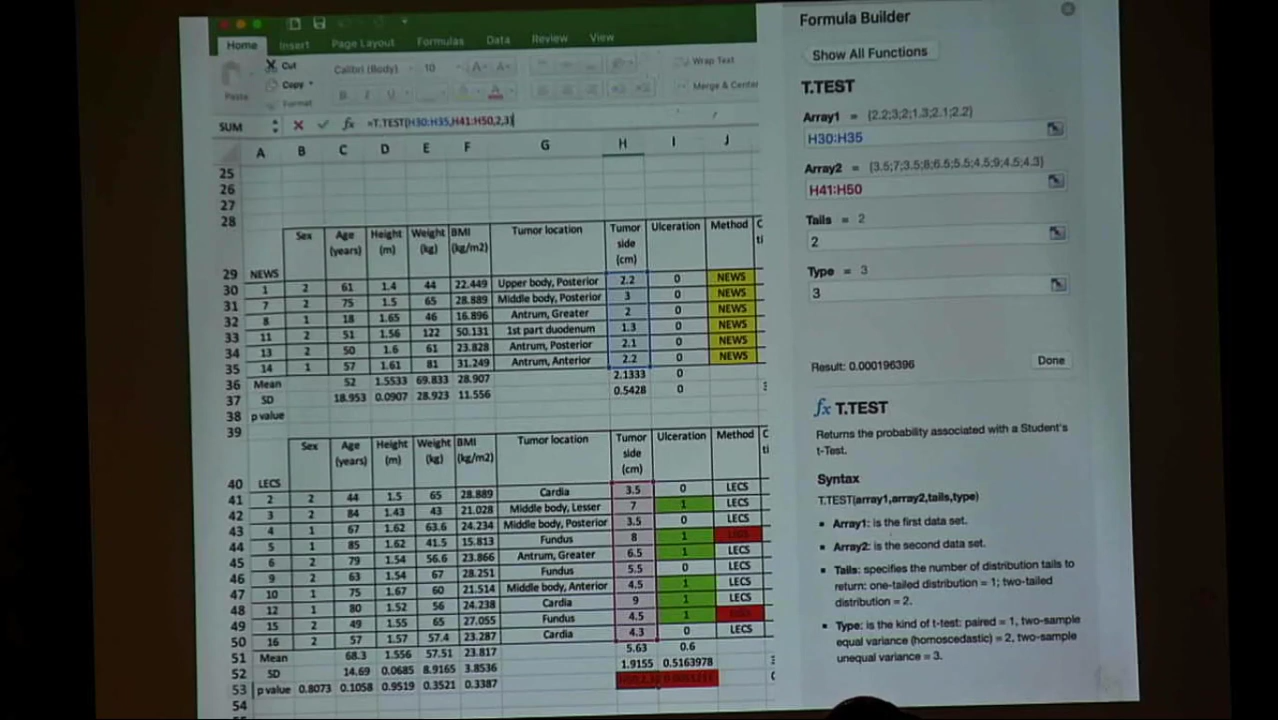 Home Insert Page Layout Formulas Data Review View
Cut
Calibri (Body) 10 A A
Wrap Text
Copy
Paste
Format
B I U
Merge & Center
SUM fx =T.TEST(H30:H35,H41:H50,2,3)
A B C D E F G H I J
25
26
27
28
Sex Age (years) Height (m) Weight (kg) BMI (kg/m2) Tumor location Tumor side (cm) Ulceration Method
29 NEWS
30 1 2 61 1.4 44 22.449 Upper body, Posterior 2.2 0 NEWS
31 7 2 75 1.5 65 28.889 Middle body, Posterior 3 0 NEWS
32 8 1 18 1.65 46 16.896 Antrum, Greater 2 0 NEWS
33 11 2 51 1.56 122 50.131 1st part duodenum 1.3 0 NEWS
34 13 2 50 1.6 61 23.828 Antrum, Posterior 2.1 0 NEWS
35 14 1 57 1.61 81 31.249 Antrum, Anterior 2.2 0 NEWS
36 Mean 52 1.5533 69.833 28.907 2.1333 0
37 SD 18.953 0.0907 28.923 11.556 0.5428 0
38 p value
39
Sex Age (years) Height (m) Weight (kg) BMI (kg/m2) Tumor location Tumor side (cm) Ulceration Method
40 LECS
41 2 2 44 1.5 65 28.889 Cardia 3.5 0 LECS
42 3 2 84 1.43 43 21.028 Middle body, Lesser 7 1 LECS
43 4 1 67 1.62 63.6 24.234 Middle body, Posterior 3.5 0 LECS
44 5 1 85 1.62 41.5 15.813 Fundus 8 1
45 6 2 79 1.54 56.6 23.866 Antrum, Greater 6.5 1 LECS
46 9 2 63 1.54 67 28.251 Fundus 5.5 0 LECS
47 10 1 75 1.67 60 21.514 Middle body, Anterior 4.5 1 LECS
48 12 1 80 1.52 56 24.238 Cardia 9 1 LECS
49 15 2 49 1.55 65 27.055 Fundus 4.5 1
50 16 2 57 1.57 57.4 23.287 Cardia 4.3 0 LECS
51 Mean 68.3 1.556 57.51 23.817 5.63 0.6
52 SD 14.69 0.0685 8.9165 3.8536 1.9155 0.5163978
53 p value 0.8073 0.1058 0.9519 0.3521 0.3387
54
Formula Builder
Show All Functions
T.TEST
Array1 = {2.2;3;2;1.3;2.1;2.2}
H30:H35
Array2 = {3.5;7;3.5;8;6.5;5.5;4.5;9;4.5;4.3}
H41:H50
Tails = 2
2
Type = 3
3
Result: 0.000196396
Done
fx T.TEST
Returns the probability associated with a Student's
t-Test.
Syntax
T.TEST(array1,array2,tails,type)
Array1: is the first data set.
Array2: is the second data set.
Tails: specifies the number of distribution tails to
return: one-tailed distribution = 1; two-tailed
distribution = 2.
Type: is the kind of t-test: paired = 1, two-sample
equal variance (homoscedastic) = 2, two-sample
unequal variance = 3.